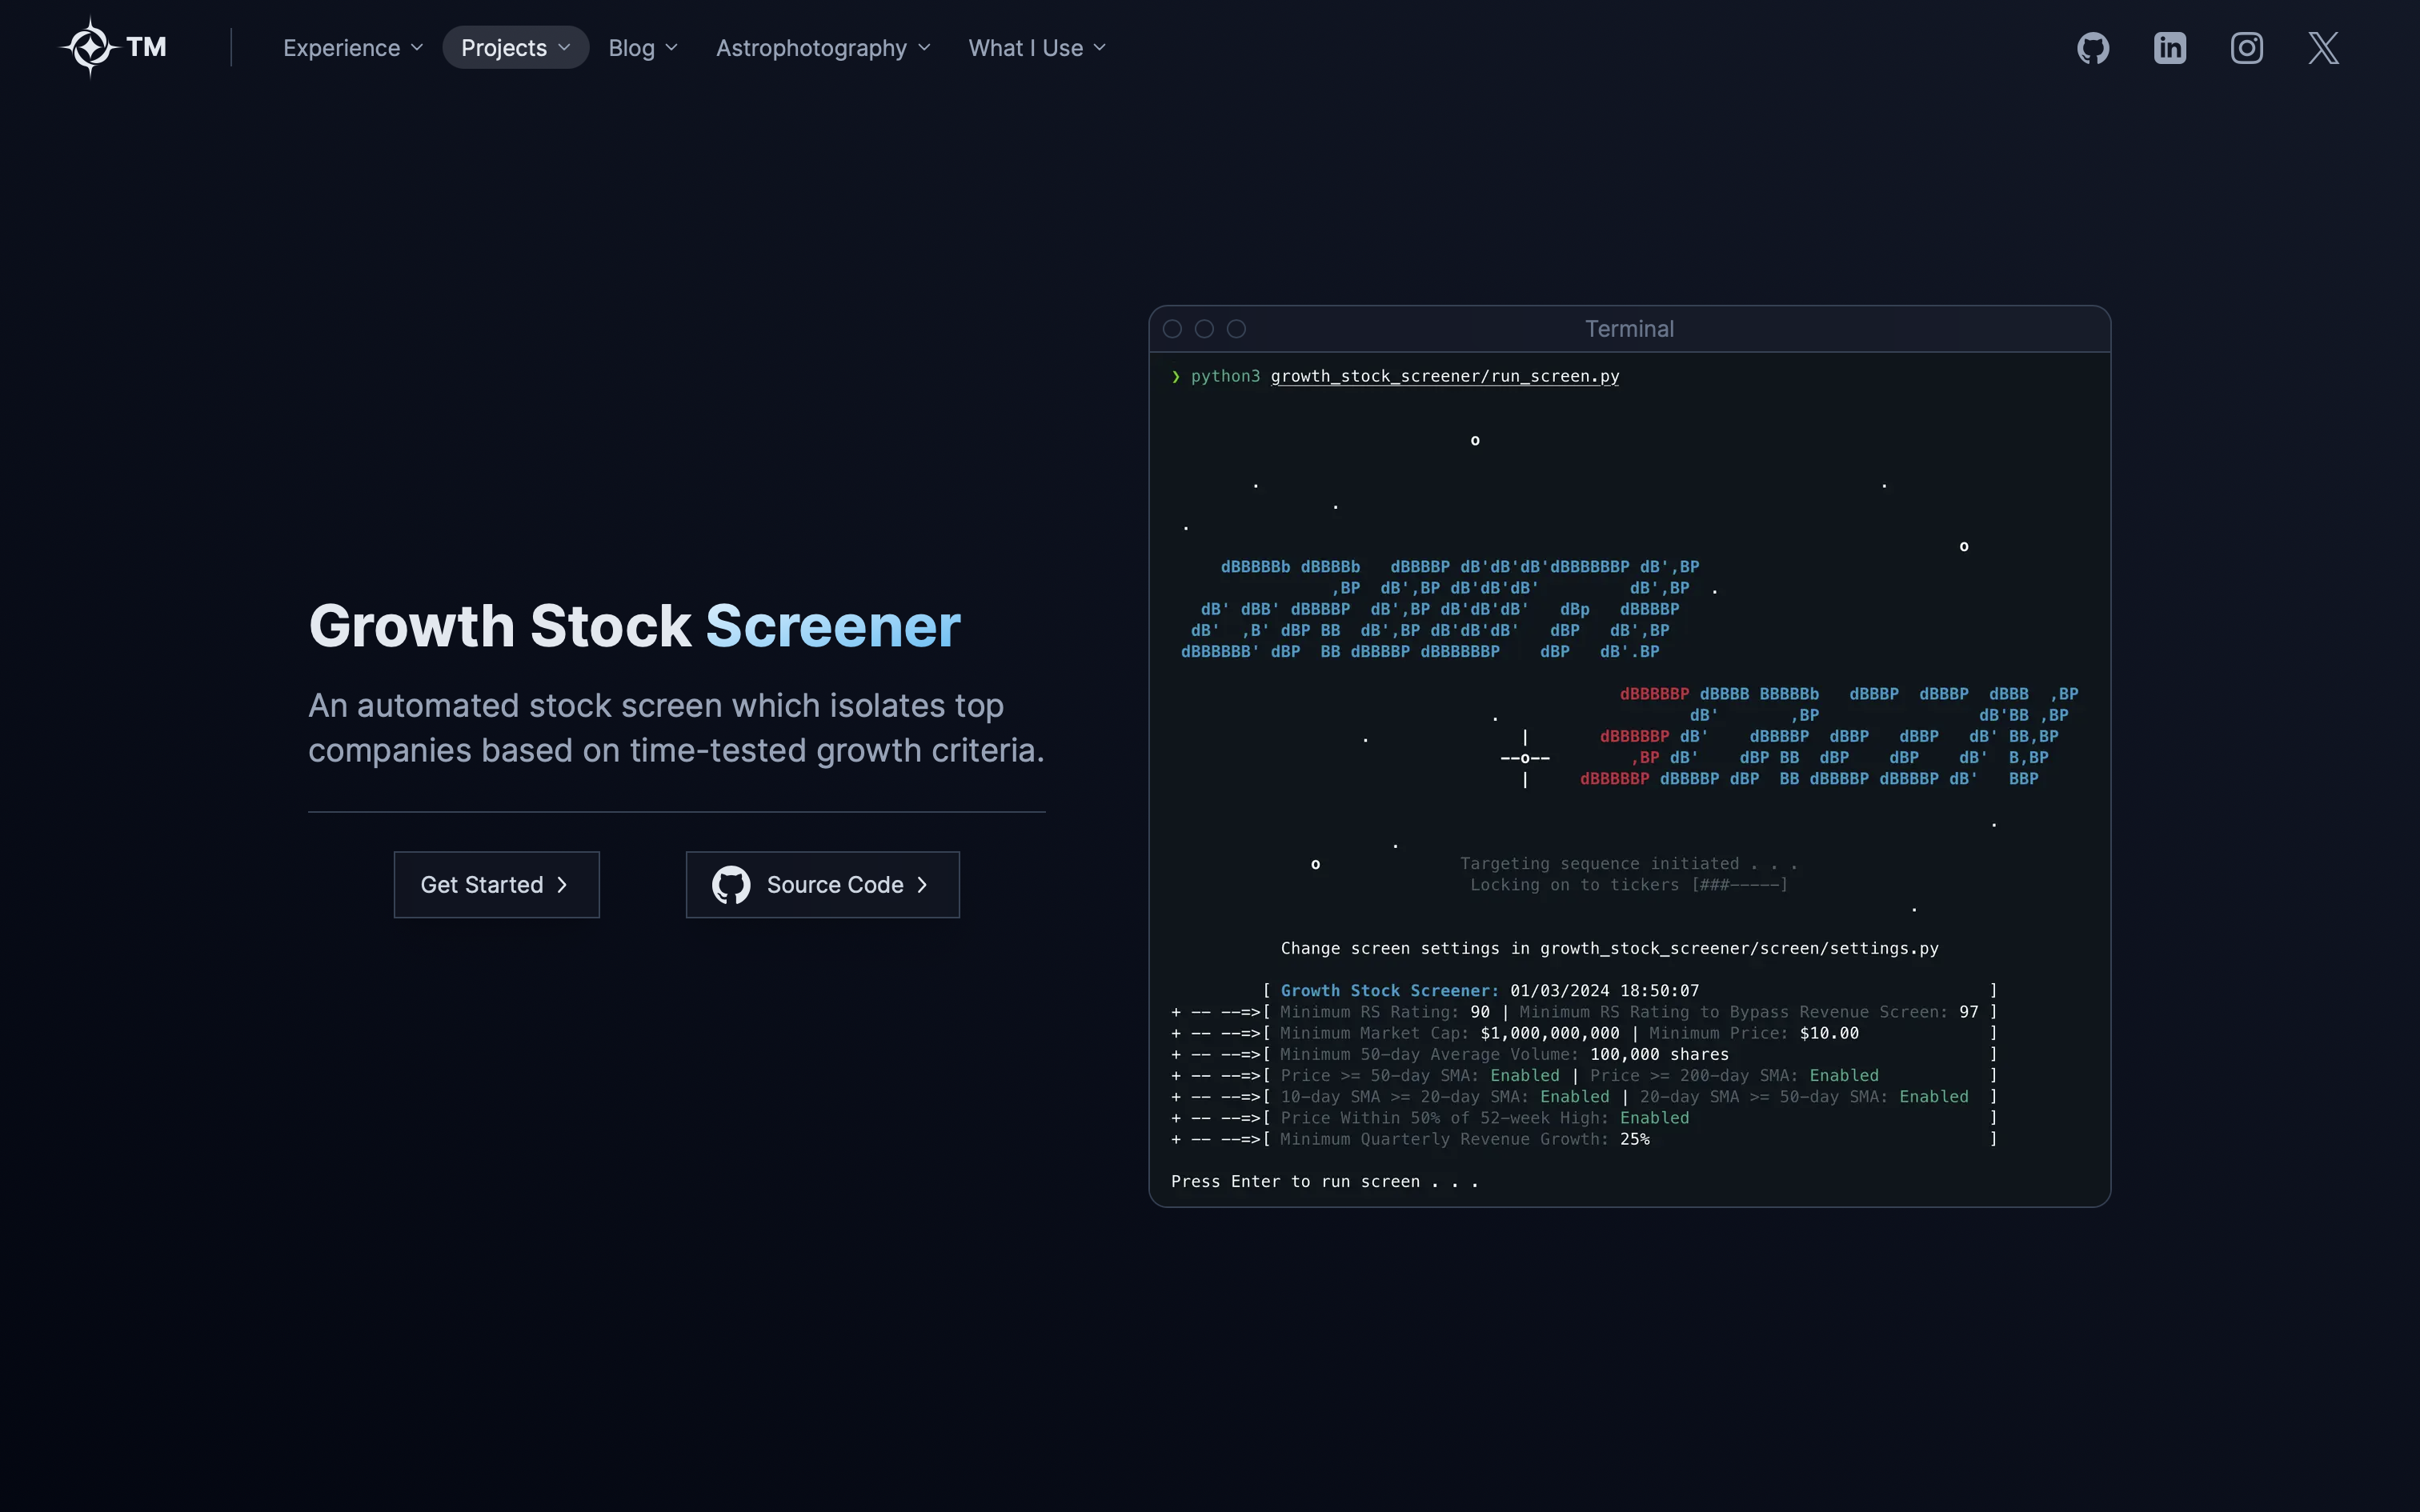 TM
Experience Projects Blog Astrophotography What I Use
Growth Stock Screener
An automated stock screen which isolates top
companies based on time-tested growth criteria.
Get Started
Source Code
Terminal
❯ python3 growth_stock_screener/run_screen.py
dBBBBBb dBBBBb   dBBBBP dB'dB'dB'dBBBBBBP dB',BP
,BP  dB',BP dB'dB'dB'         dB',BP  .
dB' dBB' dBBBBP  dB',BP dB'dB'dB'   dBp   dBBBBP
dB'  ,B' dBP BB  dB',BP dB'dB'dB'   dBP   dB',BP
dBBBBBB' dBP  BB dBBBBP dBBBBBBP    dBP   dB'.BP
dBBBBBP dBBBB BBBBBb   dBBBP  dBBBP  dBBB  ,BP
dB'       ,BP                dB'BB ,BP
|       dBBBBBP dB'    dBBBBP  dBBP   dBBP   dB' BB,BP
--o--        ,BP dB'    dBP BB  dBP    dBP    dB'  B,BP
|     dBBBBBP dBBBBP dBP  BB dBBBBP dBBBBP dB'   BBP
Targeting sequence initiated . . .
Locking on to tickers [###-----]
Change screen settings in growth_stock_screener/screen/settings.py
[ Growth Stock Screener: 01/03/2024 18:50:07 ]
+ -- --=>[ Minimum RS Rating: 90 | Minimum RS Rating to Bypass Revenue Screen: 97 ]
+ -- --=>[ Minimum Market Cap: $1,000,000,000 | Minimum Price: $10.00 ]
+ -- --=>[ Minimum 50-day Average Volume: 100,000 shares ]
+ -- --=>[ Price >= 50-day SMA: Enabled | Price >= 200-day SMA: Enabled ]
+ -- --=>[ 10-day SMA >= 20-day SMA: Enabled | 20-day SMA >= 50-day SMA: Enabled ]
+ -- --=>[ Price Within 50% of 52-week High: Enabled ]
+ -- --=>[ Minimum Quarterly Revenue Growth: 25% ]
Press Enter to run screen . . .